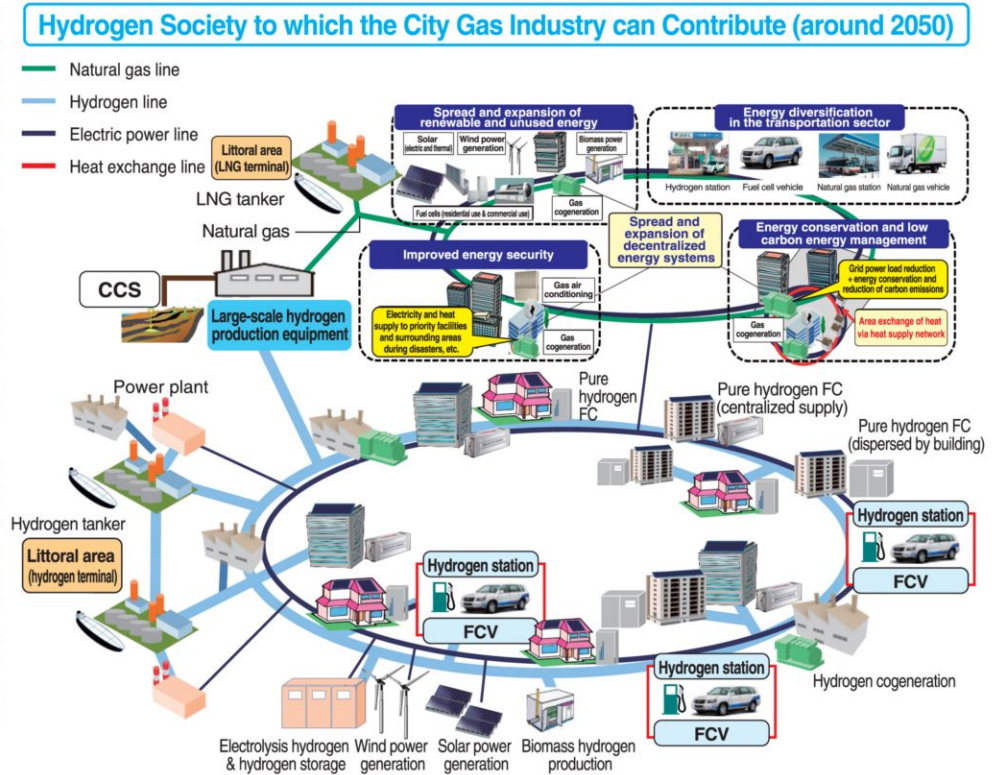 Hydrogen Society to which the City Gas Industry can Contribute (around 2050)
Natural gas line
Hydrogen line
Electric power line
Heat exchange line
Littoral area
(LNG terminal)
LNG tanker
Natural gas
CCS
Large-scale hydrogen
production equipment
Spread and expansion of
renewable and unused energy
Solar
(electric and thermal)
Wind power
generation
Biomass power
generation
Fuel cells (residential use & commercial use)
Gas
cogeneration
Energy diversification
in the transportation sector
Hydrogen station
Fuel cell vehicle
Natural gas station
Natural gas vehicle
Spread and
expansion of
decentralized
energy systems
Improved energy security
Gas air
conditioning
Electricity and heat
supply to priority facilities
and surrounding areas
during disasters, etc.
Gas
cogeneration
Energy conservation and low
carbon energy management
Grid power load reduction
+ energy conservation and
reduction of carbon emissions
Gas
cogeneration
Area exchange of heat
via heat supply network
Power plant
Pure
hydrogen
FC
Pure hydrogen FC
(centralized supply)
Pure hydrogen FC
(dispersed by building)
Hydrogen tanker
Littoral area
(hydrogen terminal)
Hydrogen station
FCV
Hydrogen station
FCV
Hydrogen station
FCV
Hydrogen cogeneration
Electrolysis hydrogen
& hydrogen storage
Wind power
generation
Solar power
generation
Biomass hydrogen
production